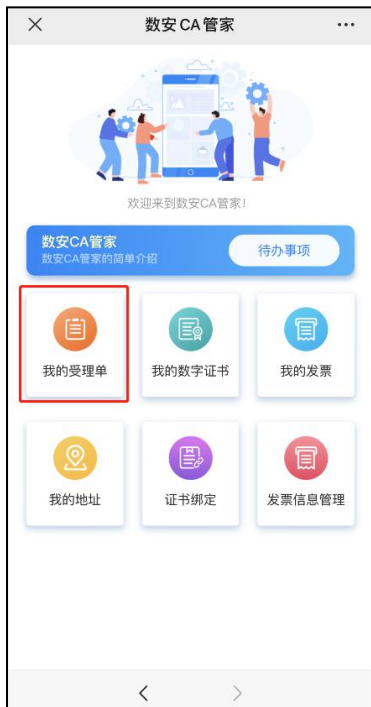 数安CA管家
欢迎来到数安CA管家!
数安CA管家
数安CA管家的简单介绍
待办事项
我的受理单
我的数字证书
我的发票
我的地址
证书绑定
发票信息管理